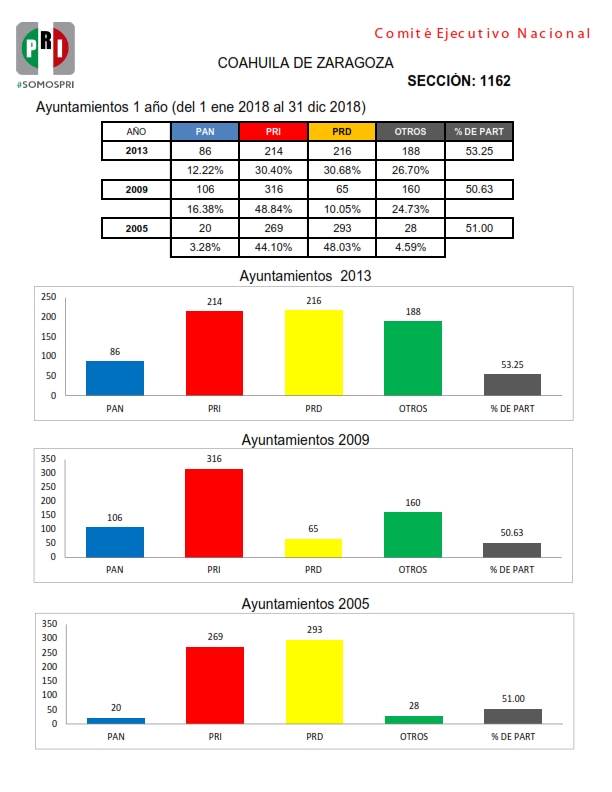 PRI
#SOMOSPRI
Comité Ejecutivo Nacional
COAHUILA DE ZARAGOZA
SECCIÓN: 1162
Ayuntamientos 1 año (del 1 ene 2018 al 31 dic 2018)
AÑO PAN PRI PRD OTROS % DE PART
2013 86 214 216 188 53.25
12.22% 30.40% 30.68% 26.70%
2009 106 316 65 160 50.63
16.38% 48.84% 10.05% 24.73%
2005 20 269 293 28 51.00
3.28% 44.10% 48.03% 4.59%
Ayuntamientos 2013
250
200
150
100
50
0
86 214 216 188 53.25
PAN PRI PRD OTROS % DE PART
Ayuntamientos 2009
350
300
250
200
150
100
50
0
106 316 65 160 50.63
PAN PRI PRD OTROS % DE PART
Ayuntamientos 2005
350
300
250
200
150
100
50
0
20 269 293 28 51.00
PAN PRI PRD OTROS % DE PART